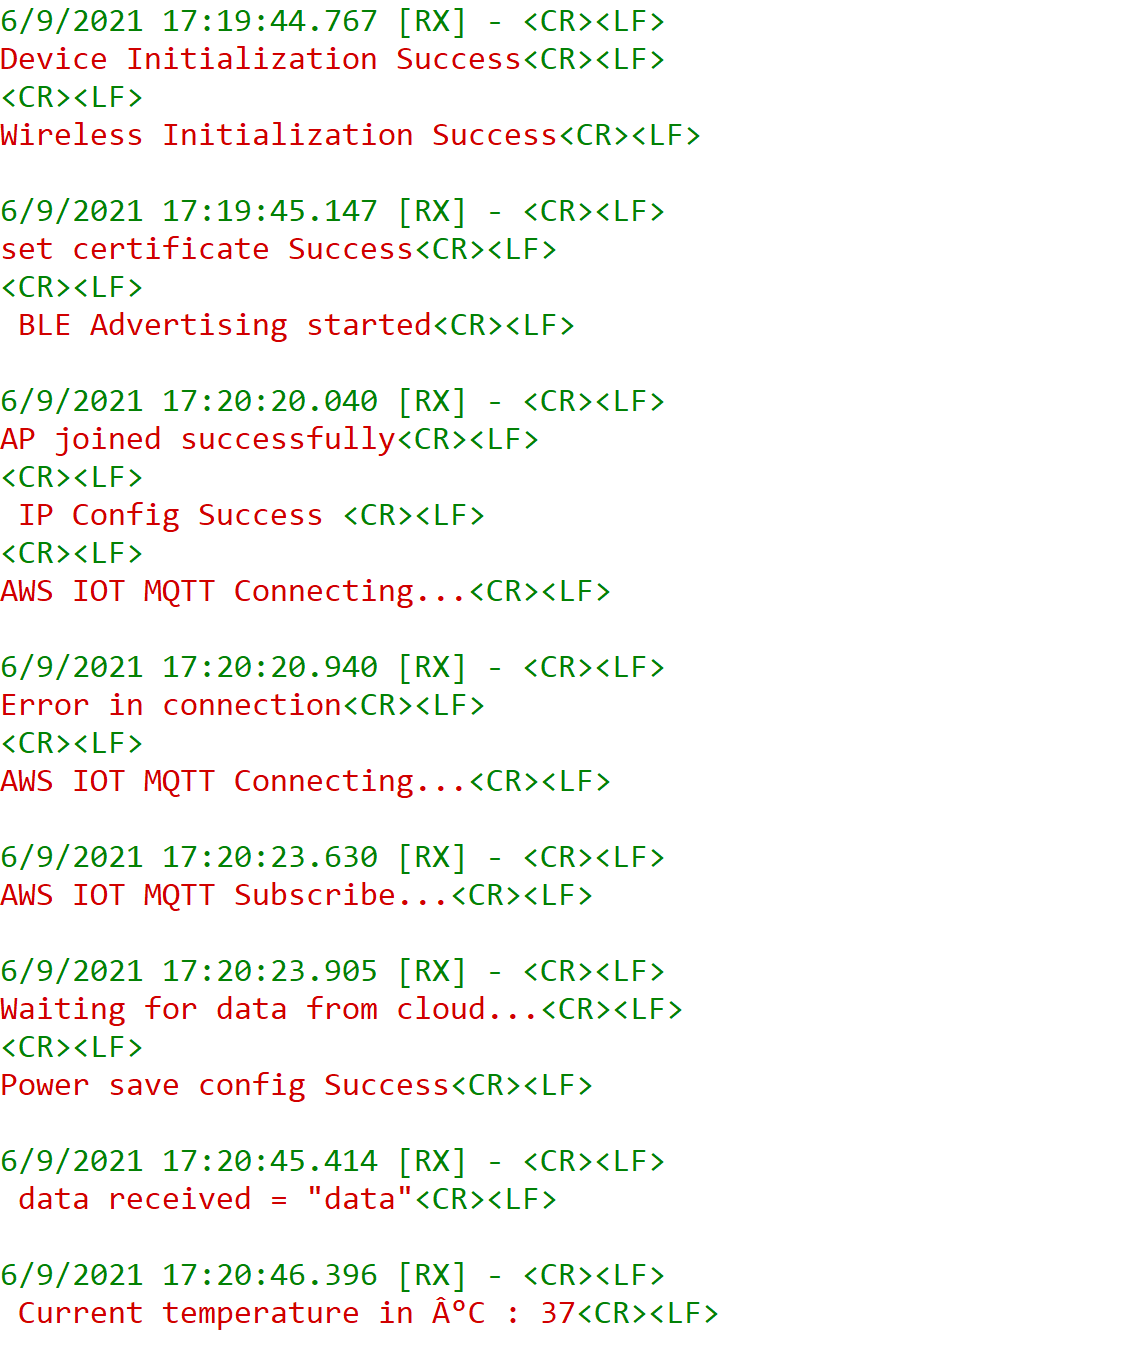 6/9/2021 17:19:44.767 [RX] - <CR><LF>
Device Initialization Success<CR><LF>
<CR><LF>
Wireless Initialization Success<CR><LF>
6/9/2021 17:19:45.147 [RX] - <CR><LF>
set certificate Success<CR><LF>
<CR><LF>
 BLE Advertising started<CR><LF>
6/9/2021 17:20:20.040 [RX] - <CR><LF>
AP joined successfully<CR><LF>
<CR><LF>
 IP Config Success <CR><LF>
<CR><LF>
AWS IOT MQTT Connecting...<CR><LF>
6/9/2021 17:20:20.940 [RX] - <CR><LF>
Error in connection<CR><LF>
<CR><LF>
AWS IOT MQTT Connecting...<CR><LF>
6/9/2021 17:20:23.630 [RX] - <CR><LF>
AWS IOT MQTT Subscribe...<CR><LF>
6/9/2021 17:20:23.905 [RX] - <CR><LF>
Waiting for data from cloud...<CR><LF>
<CR><LF>
Power save config Success<CR><LF>
6/9/2021 17:20:45.414 [RX] - <CR><LF>
 data received = "data"<CR><LF>
6/9/2021 17:20:46.396 [RX] - <CR><LF>
 Current temperature in ÂºC : 37<CR><LF>